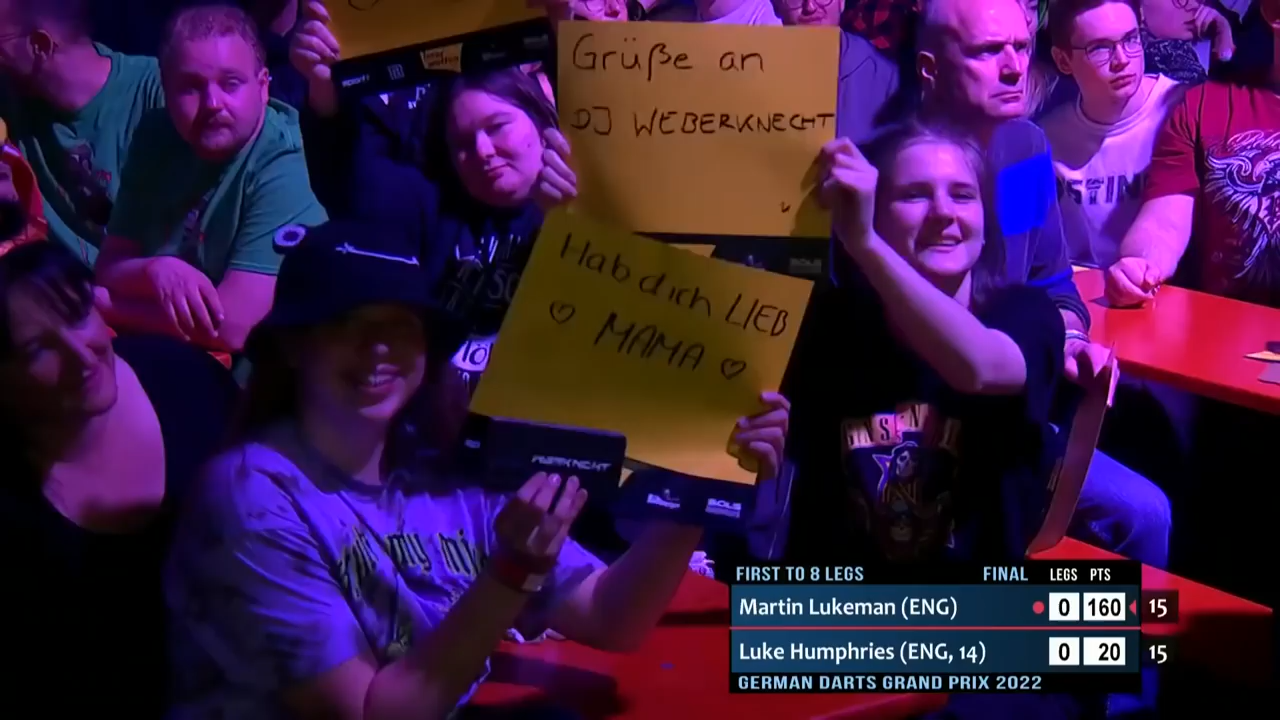 Grüße an
DJ WEBERKNECHT
Hab dich LIEB
♡ MAMA ♡
FIRST TO 8 LEGS FINAL LEGS PTS
Martin Lukeman (ENG) 0 160 15
Luke Humphries (ENG, 14) 0 20 15
GERMAN DARTS GRAND PRIX 2022